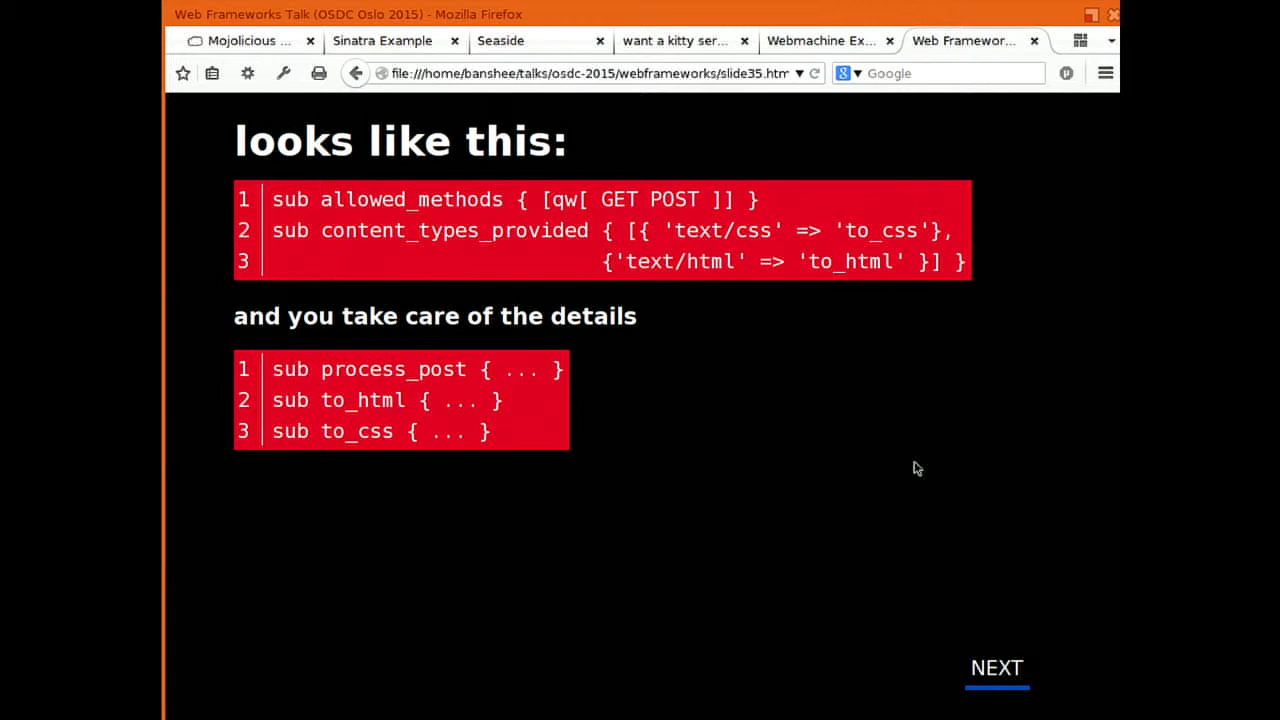 Web Frameworks Talk (OSDC Oslo 2015) - Mozilla Firefox
Mojolicious ...
Sinatra Example
Seaside
want a kitty ser...
Webmachine Ex...
Web Framewor...
file:///home/banshee/talks/osdc-2015/webframeworks/slide35.htm
8
Google
looks like this:
1 sub allowed_methods { [qw[ GET POST ]] }
2 sub content_types_provided { [{ 'text/css' => 'to_css'},
3 {'text/html' => 'to_html' }] }
and you take care of the details
1 sub process_post { ... }
2 sub to_html { ... }
3 sub to_css { ... }
NEXT